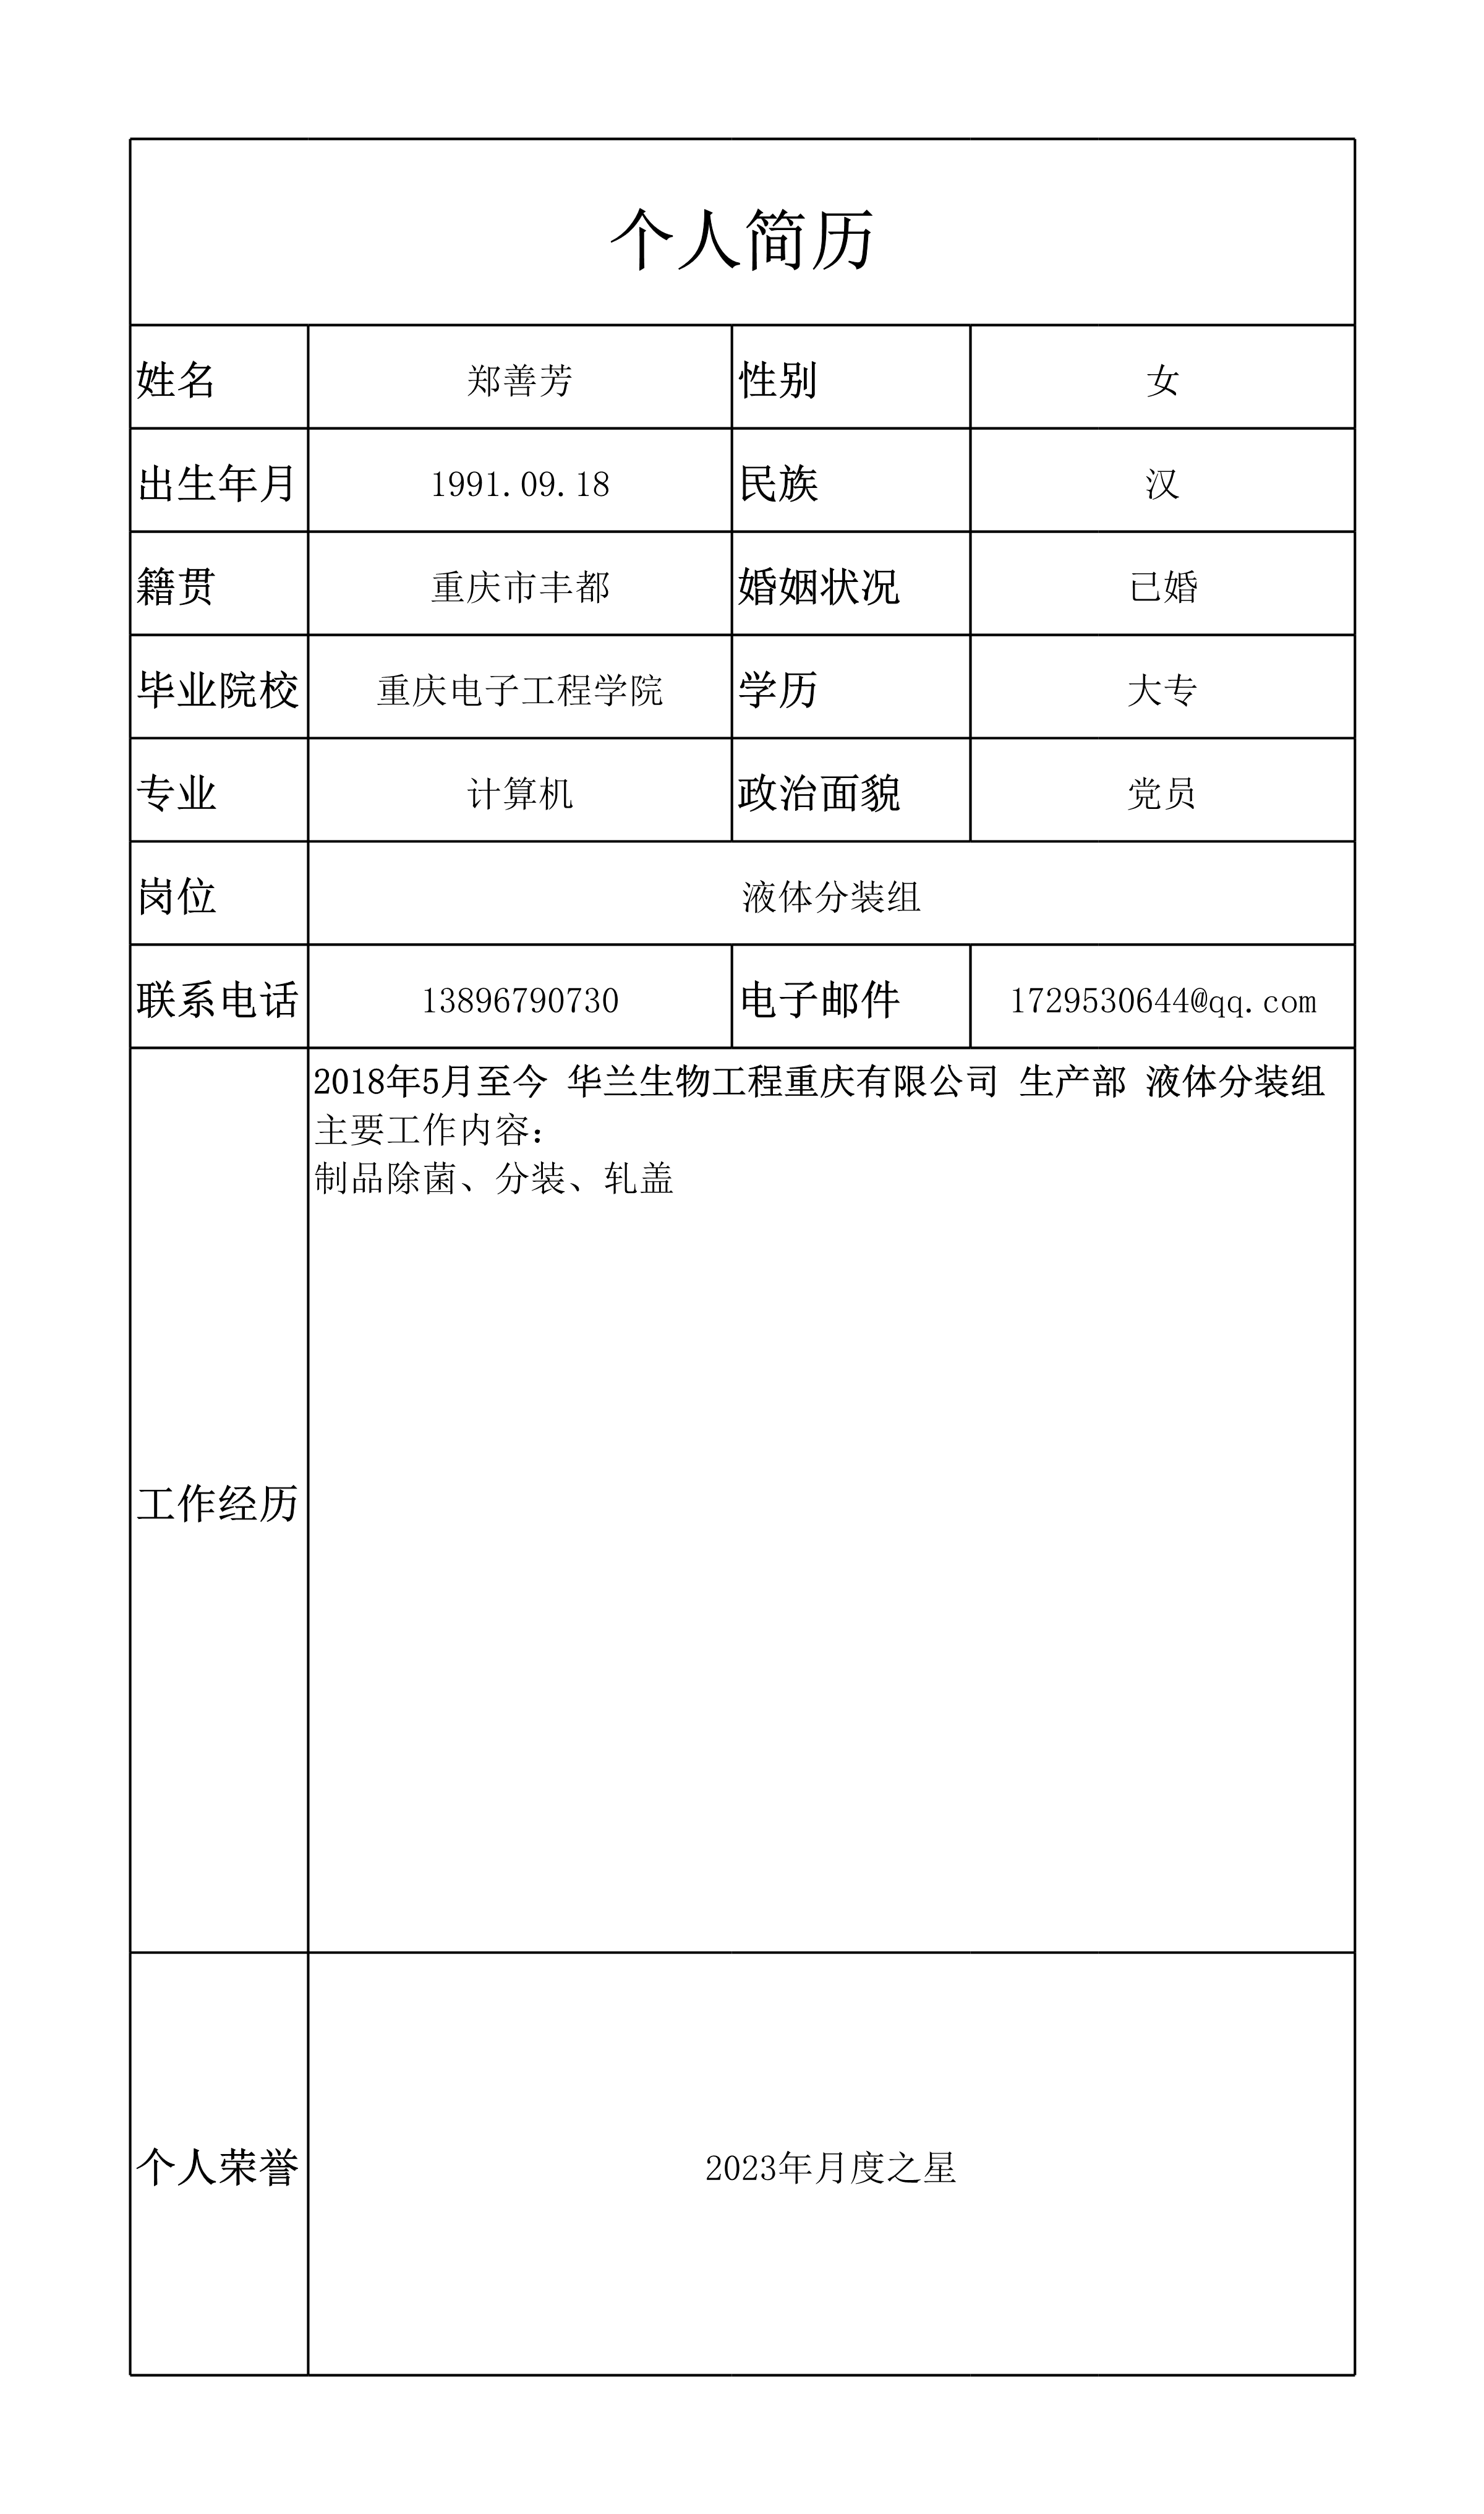 个人简历
姓名 郑善芳 性别 女
出生年月 1991.09.18 民族 汉
籍贯 重庆市丰都 婚姻状况 已婚
毕业院校 重庆电子工程学院 学历 大专
专业 计算机 政治面貌 党员
岗位 液体分装组
联系电话 13896790730 电子邮件 1729530644@qq.com
工作经历
2018年5月至今 华兰生物工程重庆有限公司 生产部 液体分装组
主要工作内容：
制品除菌、分装、轧盖
个人荣誉 2023年月度之星